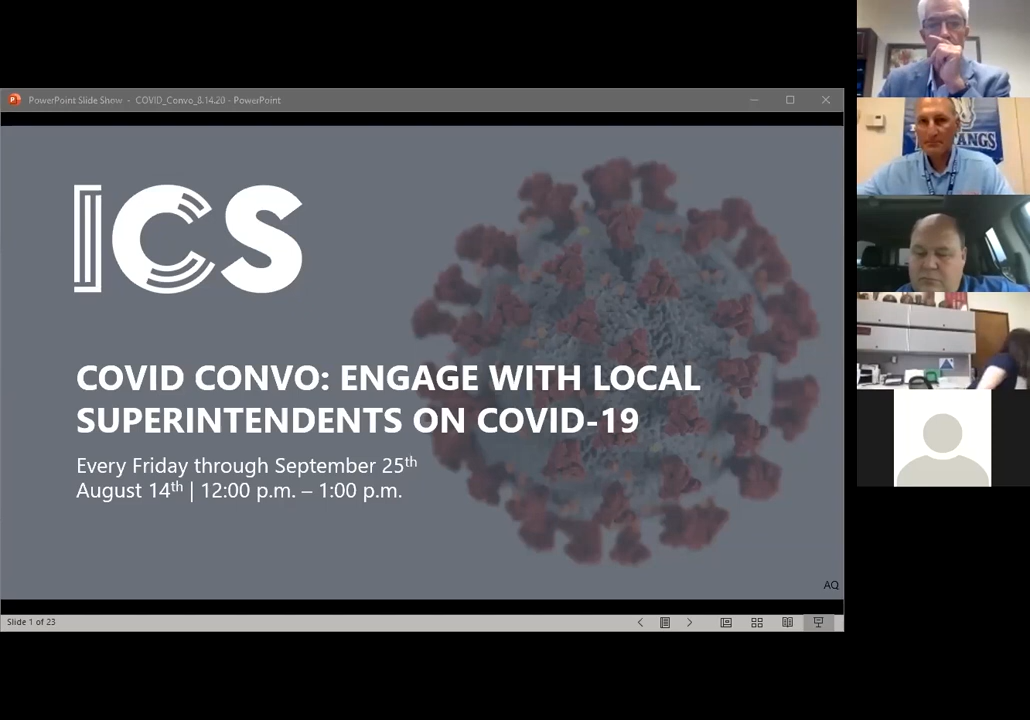 PowerPoint Slide Show - COVID_Convo_8.14.20 - PowerPoint
ICS
COVID CONVO: ENGAGE WITH LOCAL
SUPERINTENDENTS ON COVID-19
Every Friday through September 25th
August 14th | 12:00 p.m. – 1:00 p.m.
AQ
Slide 1 of 23